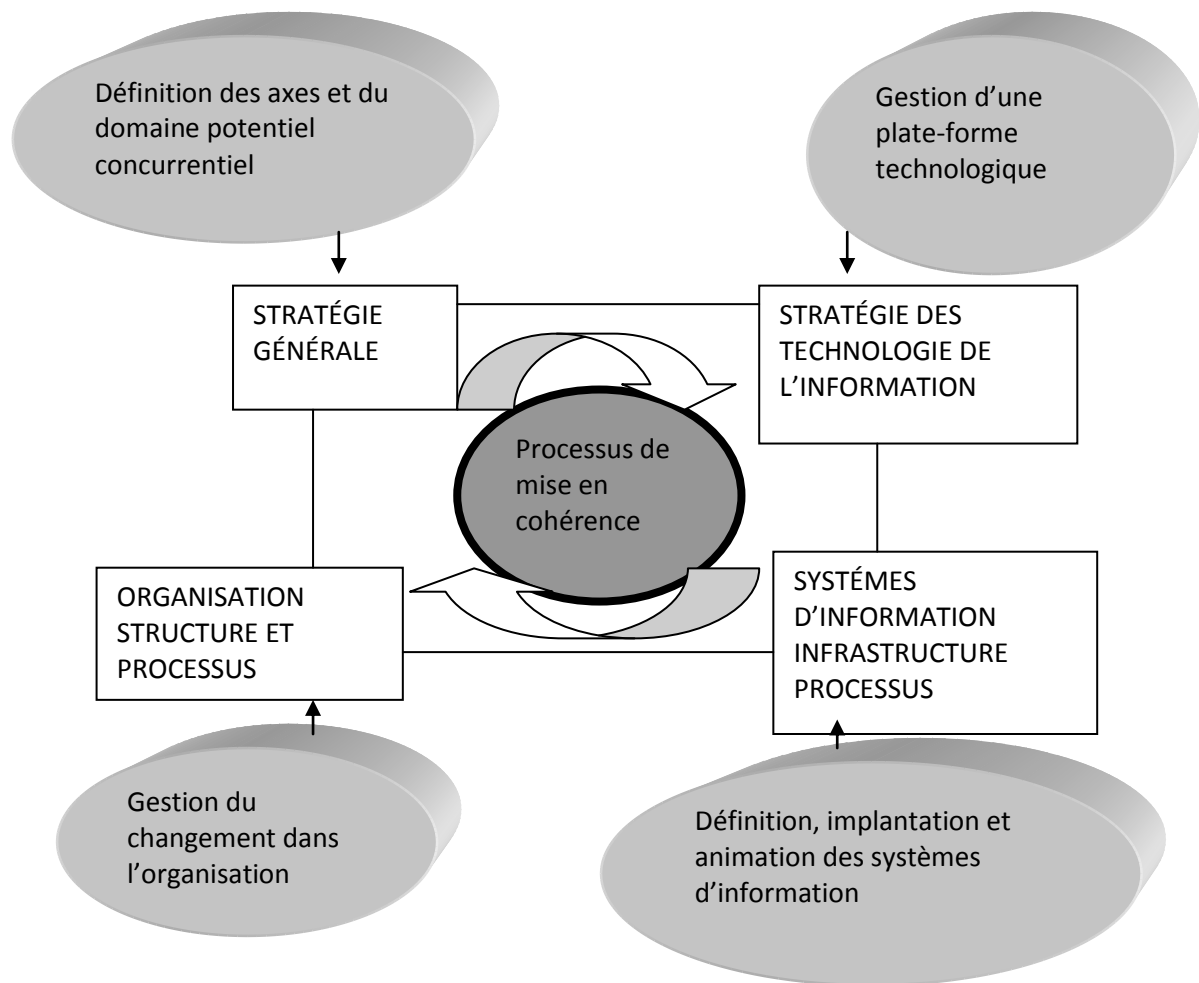 Définition des axes et du
domaine potentiel
concurrentiel
Gestion d’une
plate-forme
technologique
STRATÉGIE
GÉNÉRALE
STRATÉGIE DES
TECHNOLOGIE DE
L’INFORMATION
Processus de
mise en
cohérence
ORGANISATION
STRUCTURE ET
PROCESSUS
SYSTÉMES
D’INFORMATION
INFRASTRUCTURE
PROCESSUS
Gestion du
changement dans
l’organisation
Définition, implantation et
animation des systèmes
d’information